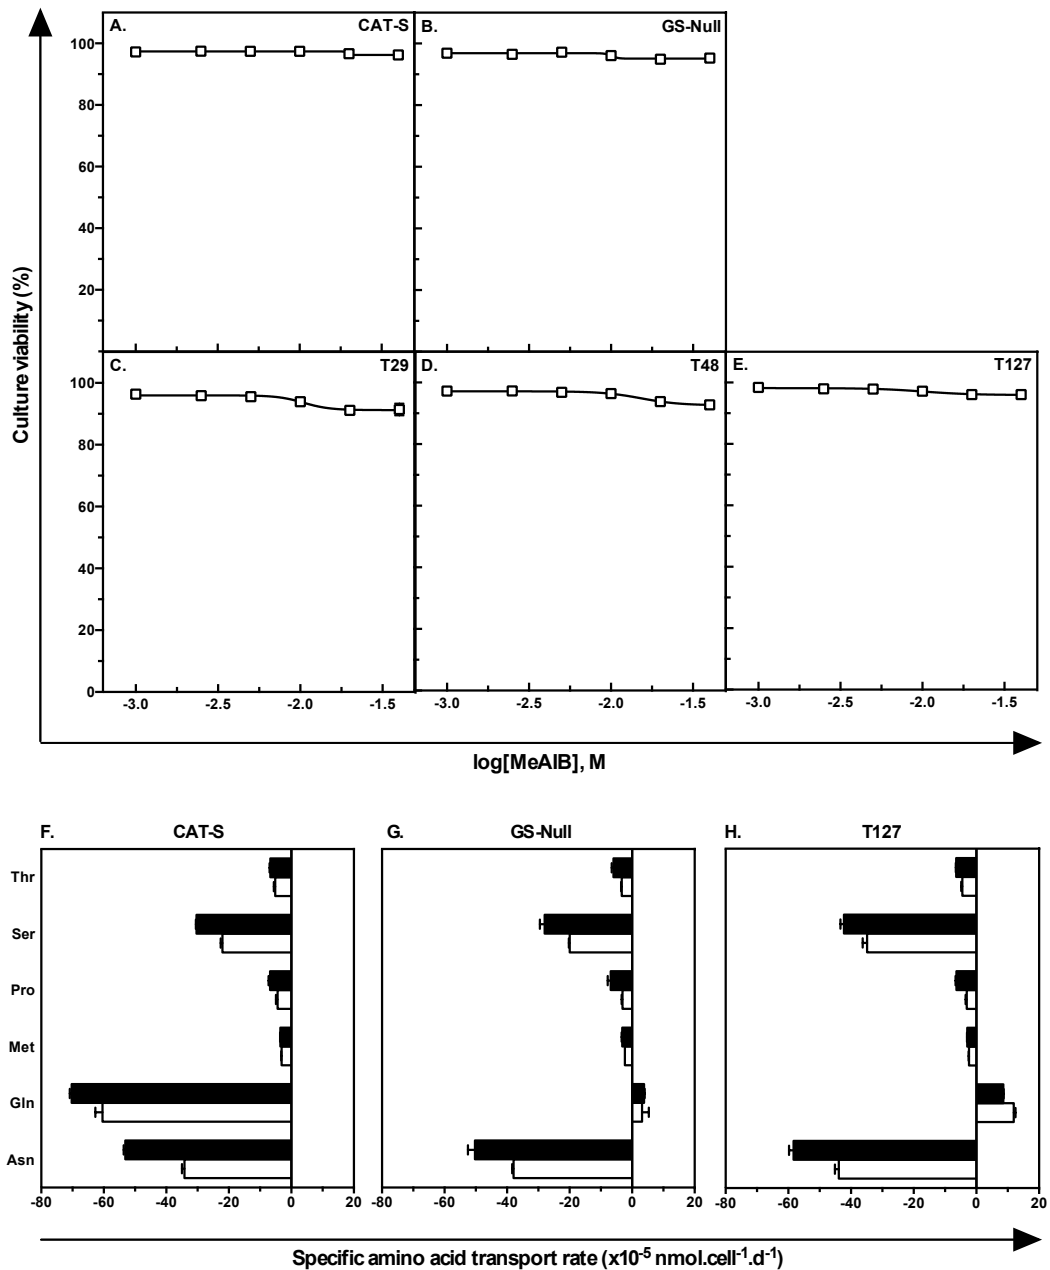 A. CAT-S
B. GS-Null
100
80
60
40
20
C. T29
D. T48
E. T127
100
80
60
40
20
0
-3.0 -2.5 -2.0 -1.5
-3.0 -2.5 -2.0 -1.5
-3.0 -2.5 -2.0 -1.5
Culture viability (%)
log[MeAIB], M
F. CAT-S
G. GS-Null
H. T127
Thr
Ser
Pro
Met
Gln
Asn
-80 -60 -40 -20 0 20
-80 -60 -40 -20 0 20
-80 -60 -40 -20 0 20
Specific amino acid transport rate (x10⁻⁵ nmol.cell⁻¹.d⁻¹)